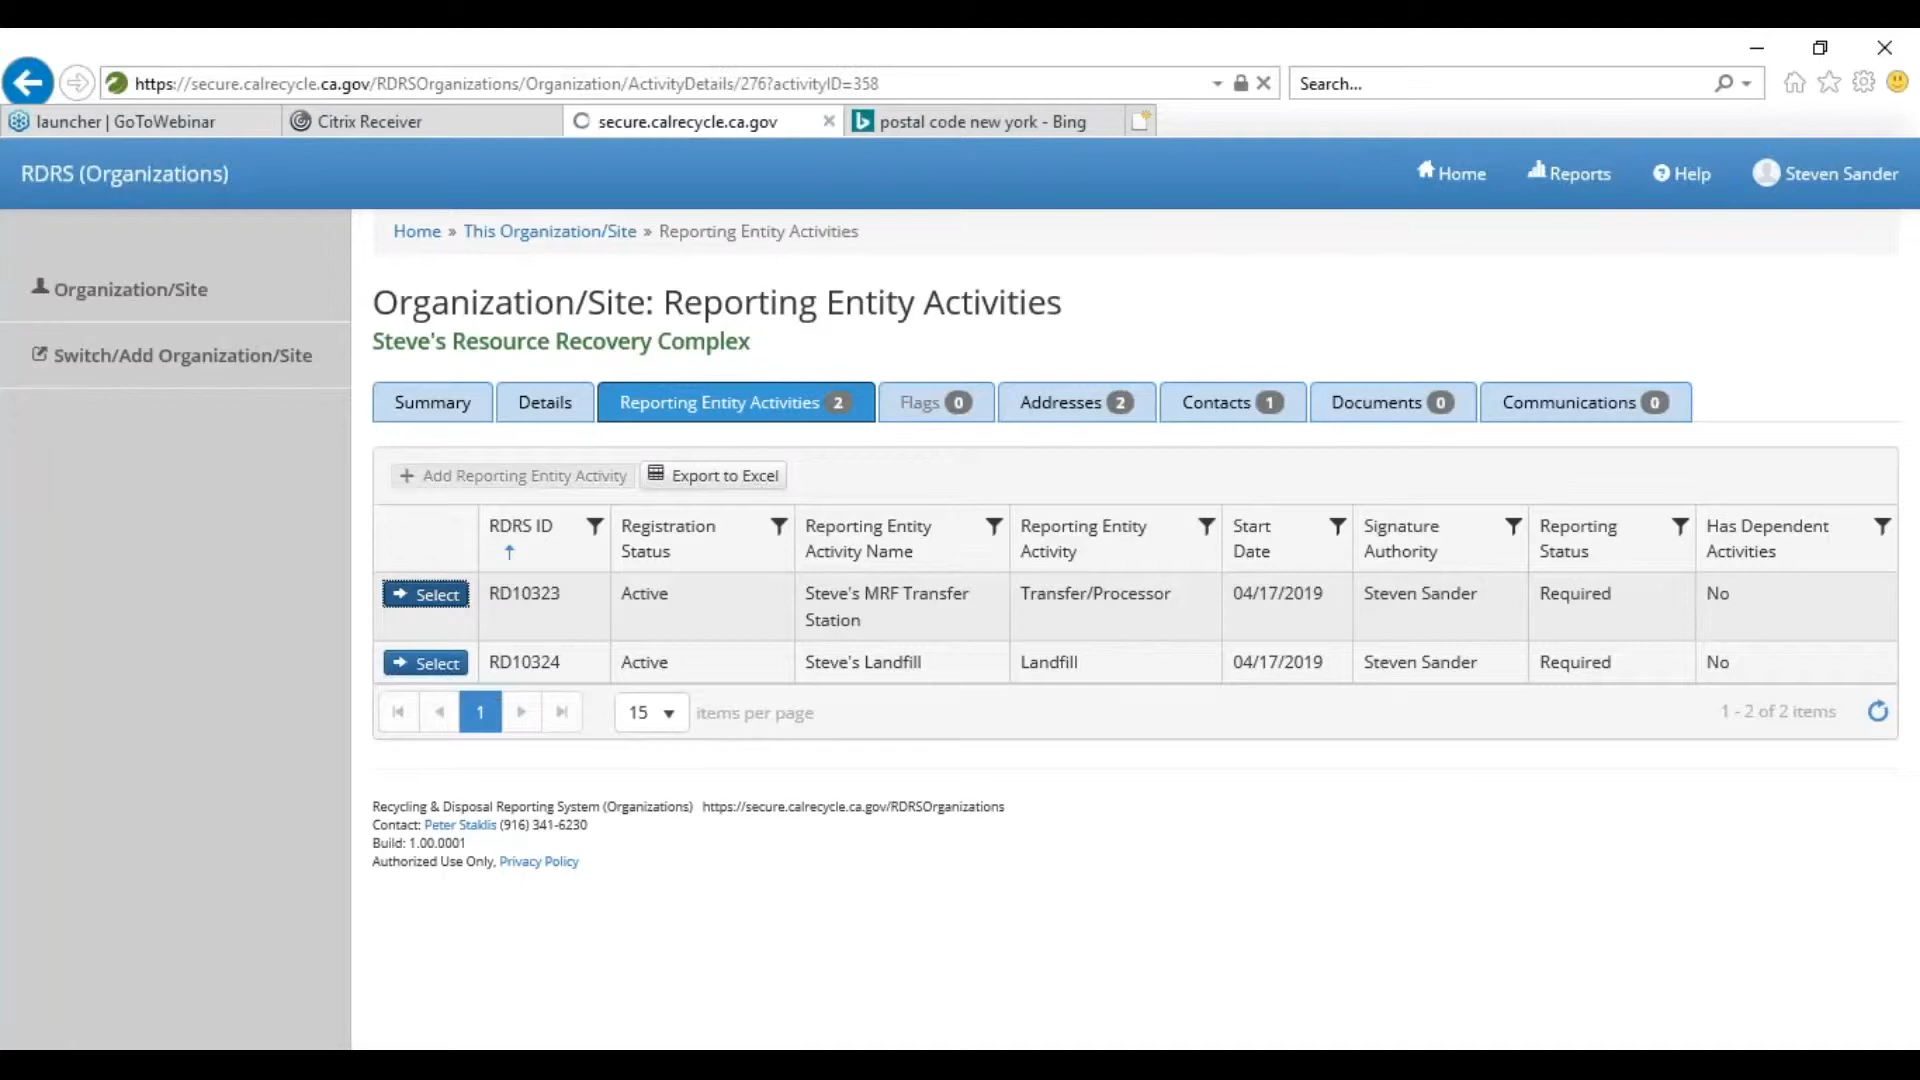 https://secure.calrecycle.ca.gov/RDRSOrganizations/Organization/ActivityDetails/276?activityID=358
Search...
launcher | GoToWebinar
Citrix Receiver
secure.calrecycle.ca.gov
postal code new york - Bing
RDRS (Organizations)
Home
Reports
Help
Steven Sander
Organization/Site
Switch/Add Organization/Site
Home » This Organization/Site » Reporting Entity Activities
Organization/Site: Reporting Entity Activities
Steve's Resource Recovery Complex
Summary
Details
Reporting Entity Activities 2
Flags 0
Addresses 2
Contacts 1
Documents 0
Communications 0
+ Add Reporting Entity Activity
Export to Excel
RDRS ID
Registration
Status
Reporting Entity
Activity Name
Reporting Entity
Activity
Start
Date
Signature
Authority
Reporting
Status
Has Dependent
Activities
Select
RD10323
Active
Steve's MRF Transfer
Station
Transfer/Processor
04/17/2019
Steven Sander
Required
No
Select
RD10324
Active
Steve's Landfill
Landfill
04/17/2019
Steven Sander
Required
No
1
15
items per page
1 - 2 of 2 items
Recycling & Disposal Reporting System (Organizations) https://secure.calrecycle.ca.gov/RDRSOrganizations
Contact: Peter Staklis (916) 341-6230
Build: 1.00.0001
Authorized Use Only, Privacy Policy